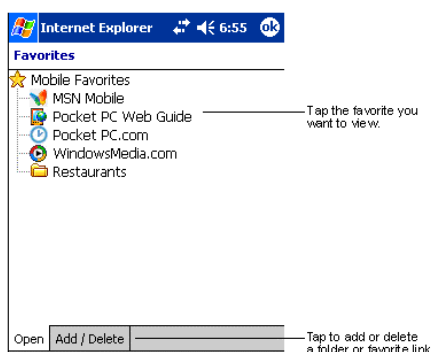 Internet Explorer 6:55 ok
Favorites
Mobile Favorites
MSN Mobile
Pocket PC Web Guide
Tap the favorite you
want to view.
Pocket PC.com
WindowsMedia.com
Restaurants
Open Add / Delete
Tap to add or delete
a folder or favorite link